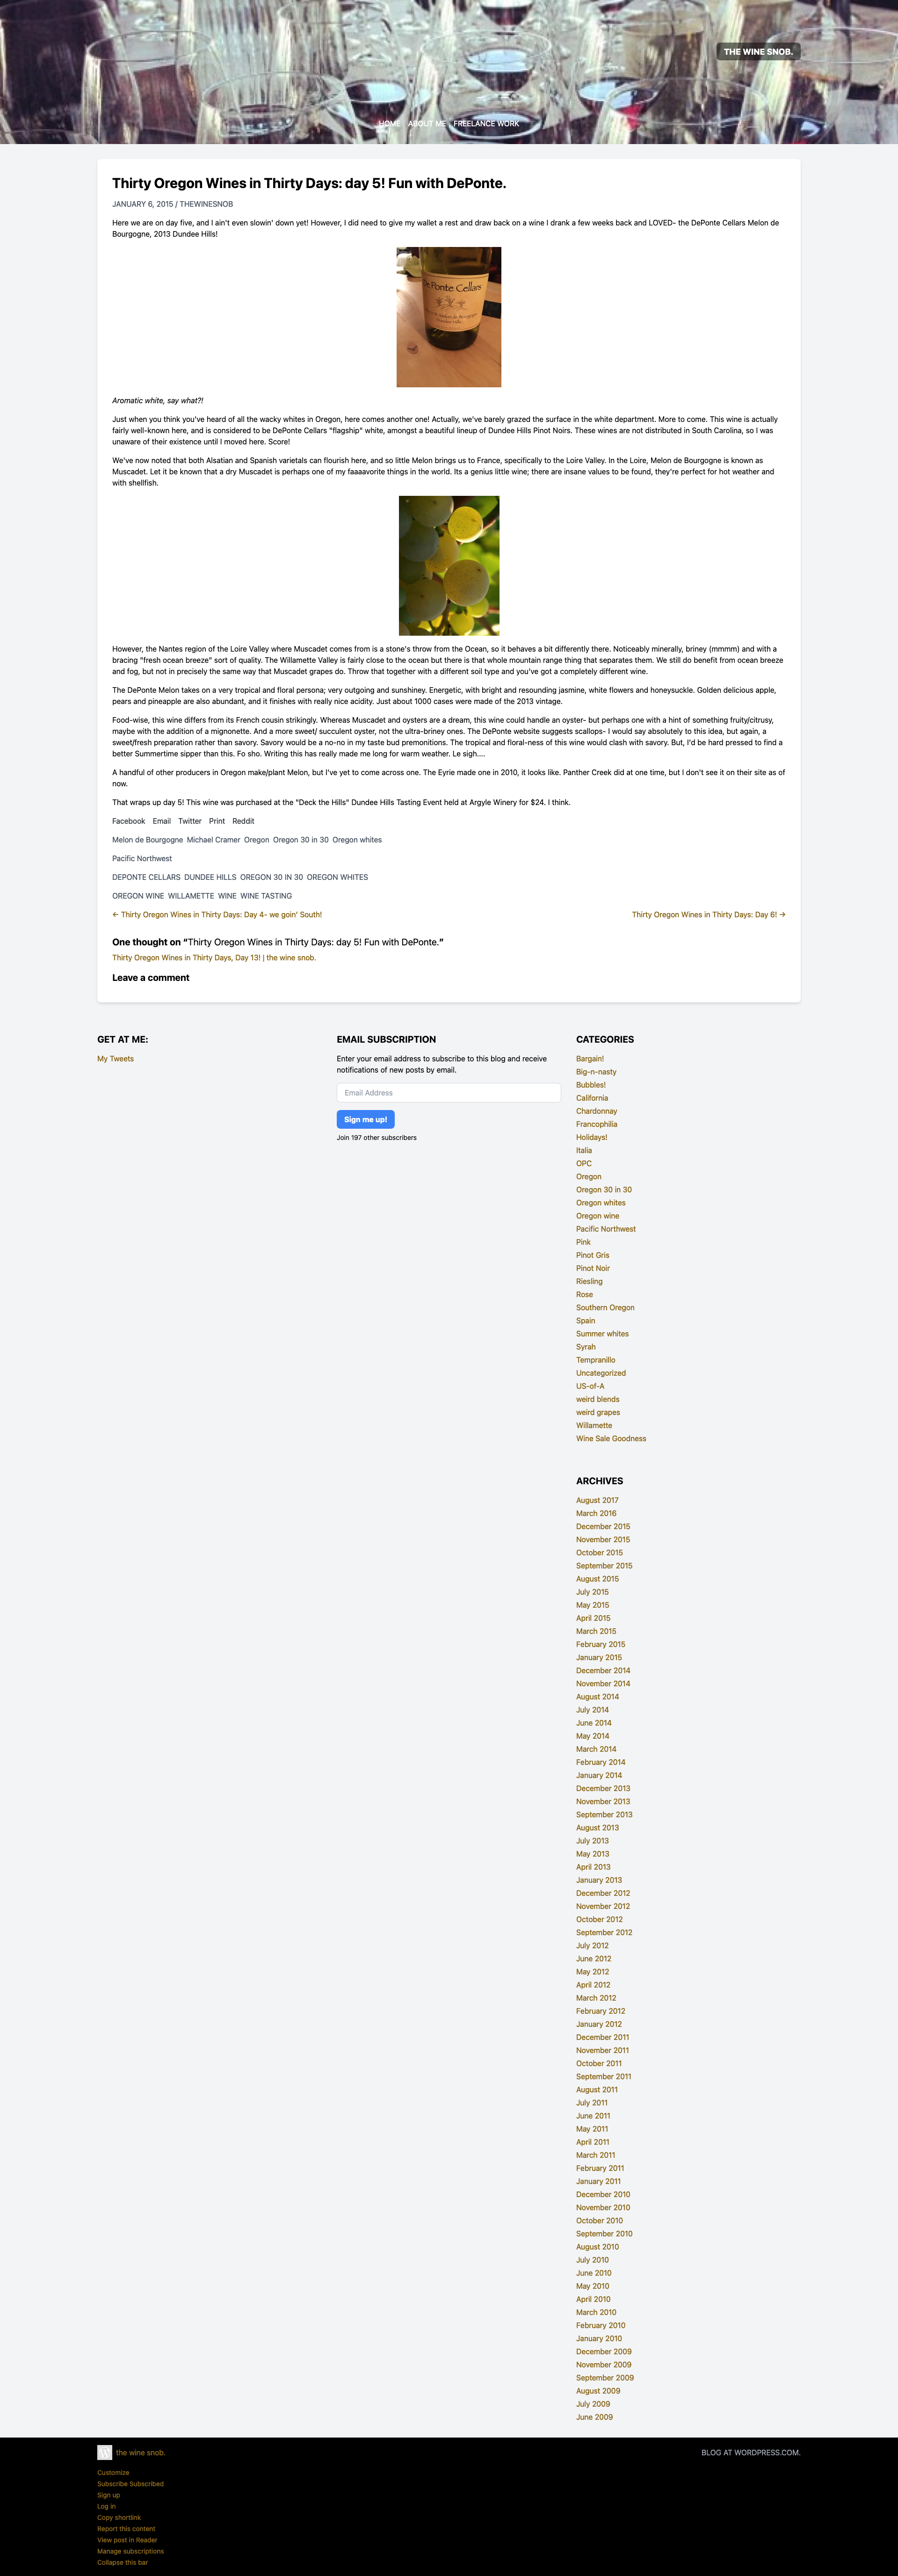 THE WINE SNOB.
HOME ABOUT ME FREELANCE WORK
Thirty Oregon Wines in Thirty Days: day 5! Fun with DePonte.
JANUARY 6, 2015 / THEWINESNOB
Here we are on day five, and I ain't even slowin' down yet! However, I did need to give my wallet a rest and draw back on a wine I drank a few weeks back and LOVED- the DePonte Cellars Melon de
Bourgogne, 2013 Dundee Hills!
De Ponte Cellars
Aromatic white, say what?!
Just when you think you've heard of all the wacky whites in Oregon, here comes another one! Actually, we've barely grazed the surface in the white department. More to come. This wine is actually
fairly well-known here, and is considered to be DePonte Cellars "flagship" white, amongst a beautiful lineup of Dundee Hills Pinot Noirs. These wines are not distributed in South Carolina, so I was
unaware of their existence until I moved here. Score!
We've now noted that both Alsatian and Spanish varietals can flourish here, and so little Melon brings us to France, specifically to the Loire Valley. In the Loire, Melon de Bourgogne is known as
Muscadet. Let it be known that a dry Muscadet is perhaps one of my faaaavorite things in the world. Its a genius little wine; there are insane values to be found, they're perfect for hot weather and
with shellfish.
However, the Nantes region of the Loire Valley where Muscadet comes from is a stone's throw from the Ocean, so it behaves a bit differently there. Noticeably minerally, briney (mmmm) and with a
bracing "fresh ocean breeze" sort of quality. The Willamette Valley is fairly close to the ocean but there is that whole mountain range thing that separates them. We still do benefit from ocean breeze
and fog, but not in precisely the same way that Muscadet grapes do. Throw that together with a different soil type and you've got a completely different wine.
The DePonte Melon takes on a very tropical and floral persona; very outgoing and sunshiney. Energetic, with bright and resounding jasmine, white flowers and honeysuckle. Golden delicious apple,
pears and pineapple are also abundant, and it finishes with really nice acidity. Just about 1000 cases were made of the 2013 vintage.
Food-wise, this wine differs from its French cousin strikingly. Whereas Muscadet and oysters are a dream, this wine could handle an oyster- but perhaps one with a hint of something fruity/citrusy,
maybe with the addition of a mignonette. And a more sweet/ succulent oyster, not the ultra-briney ones. The DePonte website suggests scallops- I would say absolutely to this idea, but again, a
sweet/fresh preparation rather than savory. Savory would be a no-no in my taste bud prmonitions. The tropical and floral-ness of this wine would clash with savory. But, I'd be hard pressed to find a
better Summertime sipper than this. Fo sho. Writing this has really made me long for warm weather. Le sigh....
A handful of other producers in Oregon make/plant Melon, but I've yet to come across one. The Eyrie made one in 2010, it looks like. Panther Creek did at one time, but I don't see it on their site as of
now.
That wraps up day 5! This wine was purchased at the "Deck the Hills" Dundee Hills Tasting Event held at Argyle Winery for $24. I think.
Facebook Email Twitter Print Reddit
Melon de Bourgogne Michael Cramer Oregon Oregon 30 in 30 Oregon whites
Pacific Northwest
DEPONTE CELLARS DUNDEE HILLS OREGON 30 IN 30 OREGON WHITES
OREGON WINE WILLAMETTE WINE WINE TASTING
← Thirty Oregon Wines in Thirty Days: Day 4- we goin' South!
Thirty Oregon Wines in Thirty Days: Day 6! →
One thought on “Thirty Oregon Wines in Thirty Days: day 5! Fun with DePonte.”
Thirty Oregon Wines in Thirty Days, Day 13! | the wine snob.
Leave a comment
GET AT ME:
My Tweets
EMAIL SUBSCRIPTION
Enter your email address to subscribe to this blog and receive
notifications of new posts by email.
Email Address
Sign me up!
Join 197 other subscribers
CATEGORIES
Bargain!
Big-n-nasty
Bubbles!
California
Chardonnay
Francophilia
Holidays!
Italia
OPC
Oregon
Oregon 30 in 30
Oregon whites
Oregon wine
Pacific Northwest
Pink
Pinot Gris
Pinot Noir
Riesling
Rose
Southern Oregon
Spain
Summer whites
Syrah
Tempranillo
Uncategorized
US-of-A
weird blends
weird grapes
Willamette
Wine Sale Goodness
ARCHIVES
August 2017
March 2016
December 2015
November 2015
October 2015
September 2015
August 2015
July 2015
May 2015
April 2015
March 2015
February 2015
January 2015
December 2014
November 2014
August 2014
July 2014
June 2014
May 2014
March 2014
February 2014
January 2014
December 2013
November 2013
September 2013
August 2013
July 2013
May 2013
April 2013
January 2013
December 2012
November 2012
October 2012
September 2012
July 2012
June 2012
May 2012
April 2012
March 2012
February 2012
January 2012
December 2011
November 2011
October 2011
September 2011
August 2011
July 2011
June 2011
May 2011
April 2011
March 2011
February 2011
January 2011
December 2010
November 2010
October 2010
September 2010
August 2010
July 2010
June 2010
May 2010
April 2010
March 2010
February 2010
January 2010
December 2009
November 2009
September 2009
August 2009
July 2009
June 2009
the wine snob.
BLOG AT WORDPRESS.COM.
Customize
Subscribe Subscribed
Sign up
Log in
Copy shortlink
Report this content
View post in Reader
Manage subscriptions
Collapse this bar